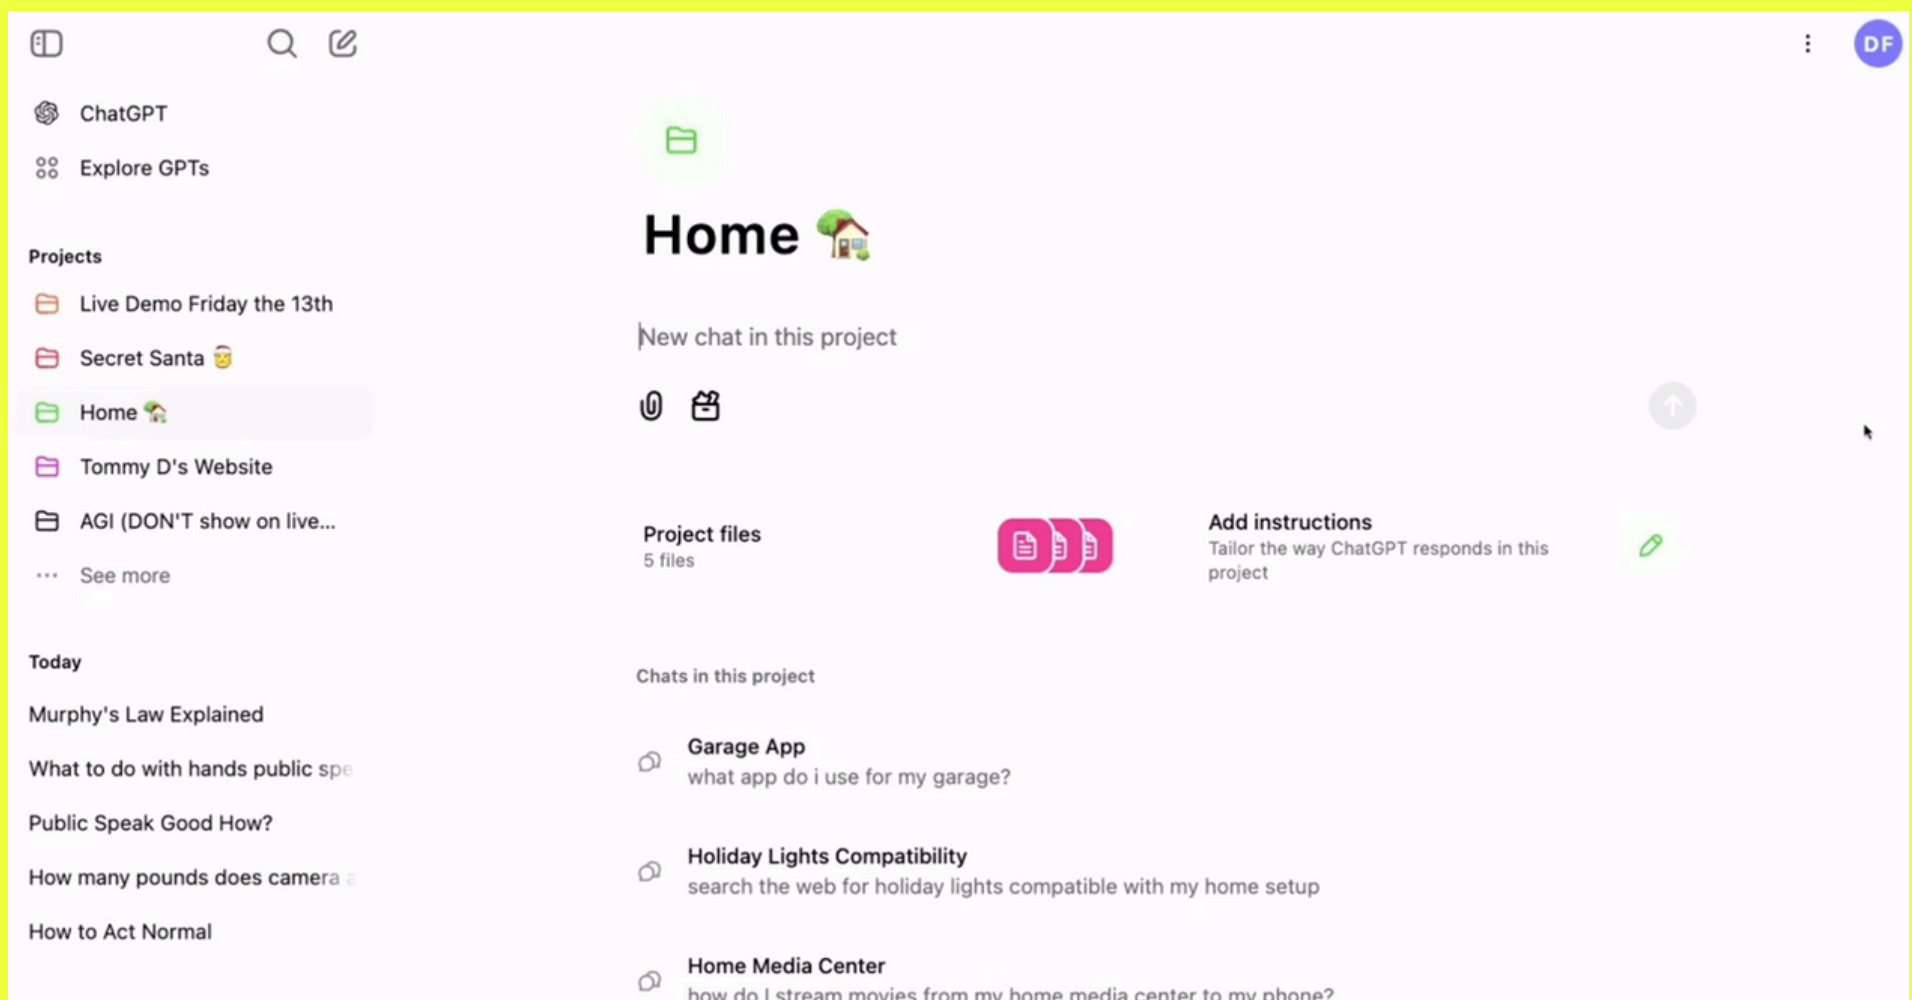 DF
ChatGPT
Explore GPTs
Projects
Live Demo Friday the 13th
Secret Santa 🎅
Home 🏡
Tommy D's Website
AGI (DON'T show on live...
See more
Today
Murphy's Law Explained
What to do with hands public spe
Public Speak Good How?
How many pounds does camera a
How to Act Normal
Home 🏡
New chat in this project
Project files
5 files
Add instructions
Tailor the way ChatGPT responds in this
project
Chats in this project
Garage App
what app do i use for my garage?
Holiday Lights Compatibility
search the web for holiday lights compatible with my home setup
Home Media Center
how do I stream movies from my home media center to my phone?